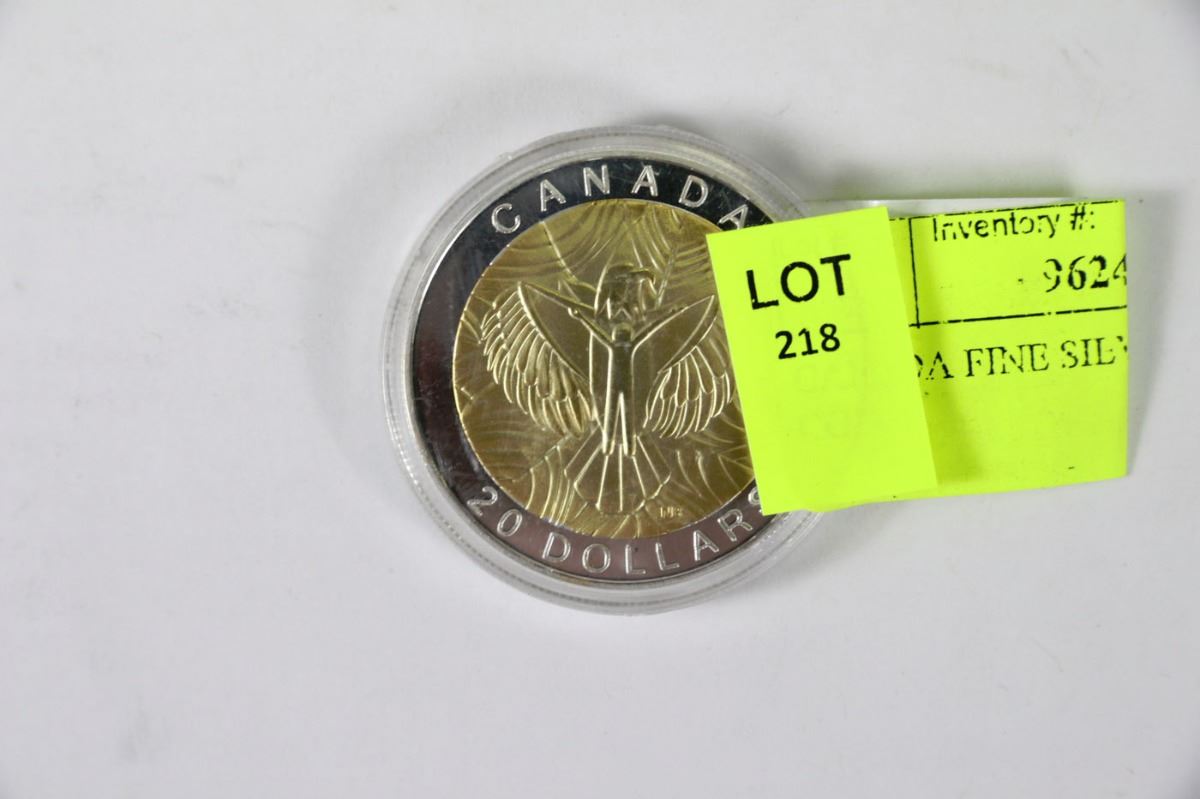 CANADA
20 DOLLARS
LOT
218
Inventory #:
9624
DA FINE SIL